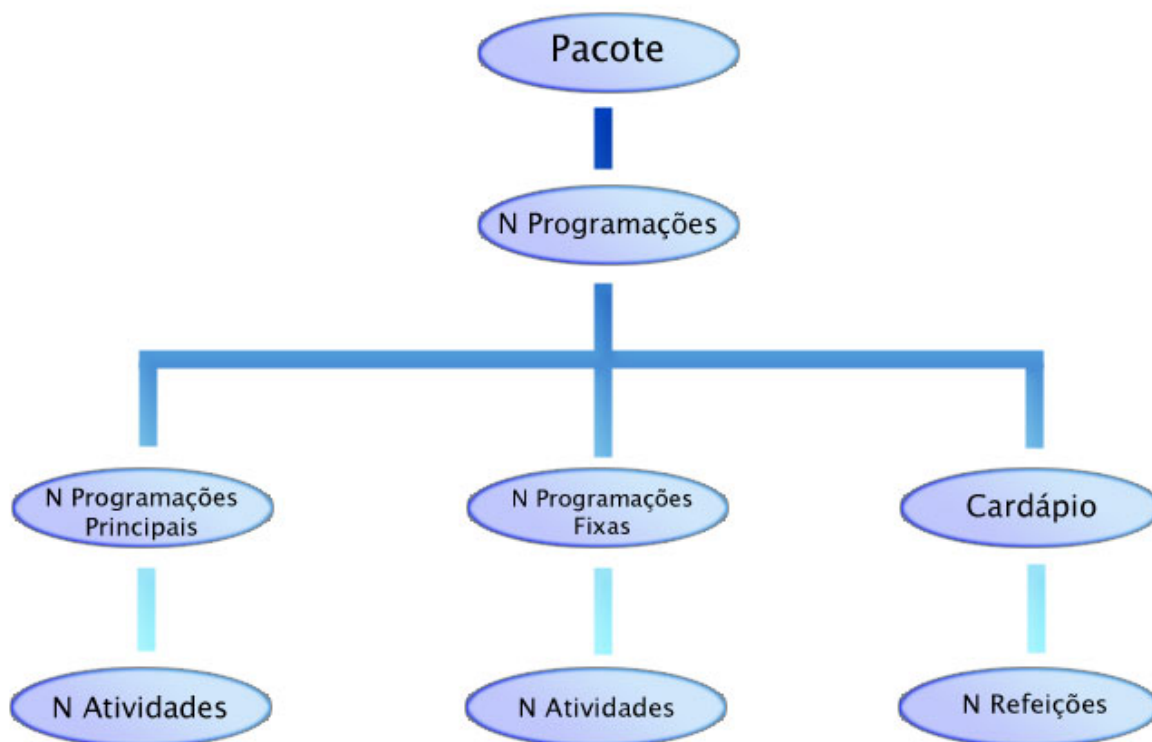 Pacote
N Programações
N Programações
Principais
N Programações
Fixas
Cardápio
N Atividades
N Atividades
N Refeições